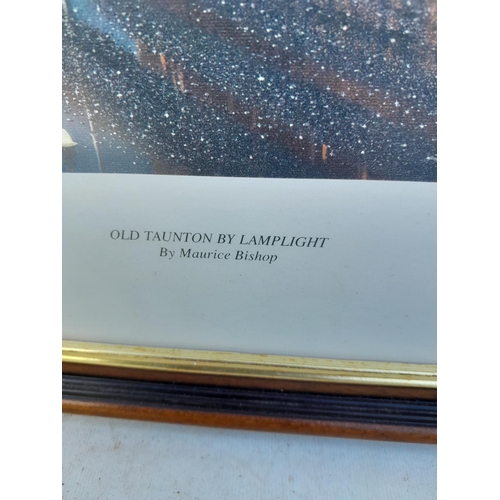 OLD TAUNTON BY LAMPLIGHT
By Maurice Bishop